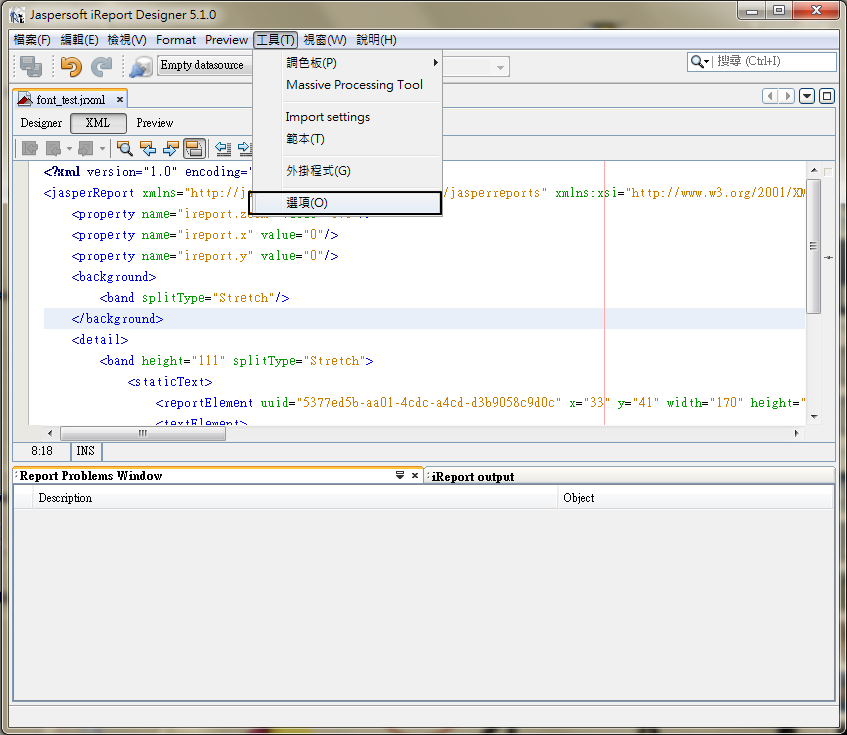 Jaspersoft iReport Designer 5.1.0
檔案(F) 編輯(E) 檢視(V) Format Preview 工具(T) 視窗(W) 說明(H)
Empty datasource
搜尋 (Ctrl+I)
調色板(P)
Massive Processing Tool
Import settings
範本(T)
外掛程式(G)
選項(O)
font_test.jrxml
Designer XML Preview
<?xml version="1.0" encoding="
<jasperReport xmlns="http://j /jasperreports" xmlns:xsi="http://www.w3.org/2001/XM
<property name="ireport.
<property name="ireport.x" value="0"/>
<property name="ireport.y" value="0"/>
<background>
<band splitType="Stretch"/>
</background>
<detail>
<band height="111" splitType="Stretch">
<staticText>
<reportElement uuid="5377ed5b-aa01-4cdc-a4cd-d3b9058c9d0c" x="33" y="41" width="170" height="
<textElement>
8:18 INS
Report Problems Window iReport output
Description Object